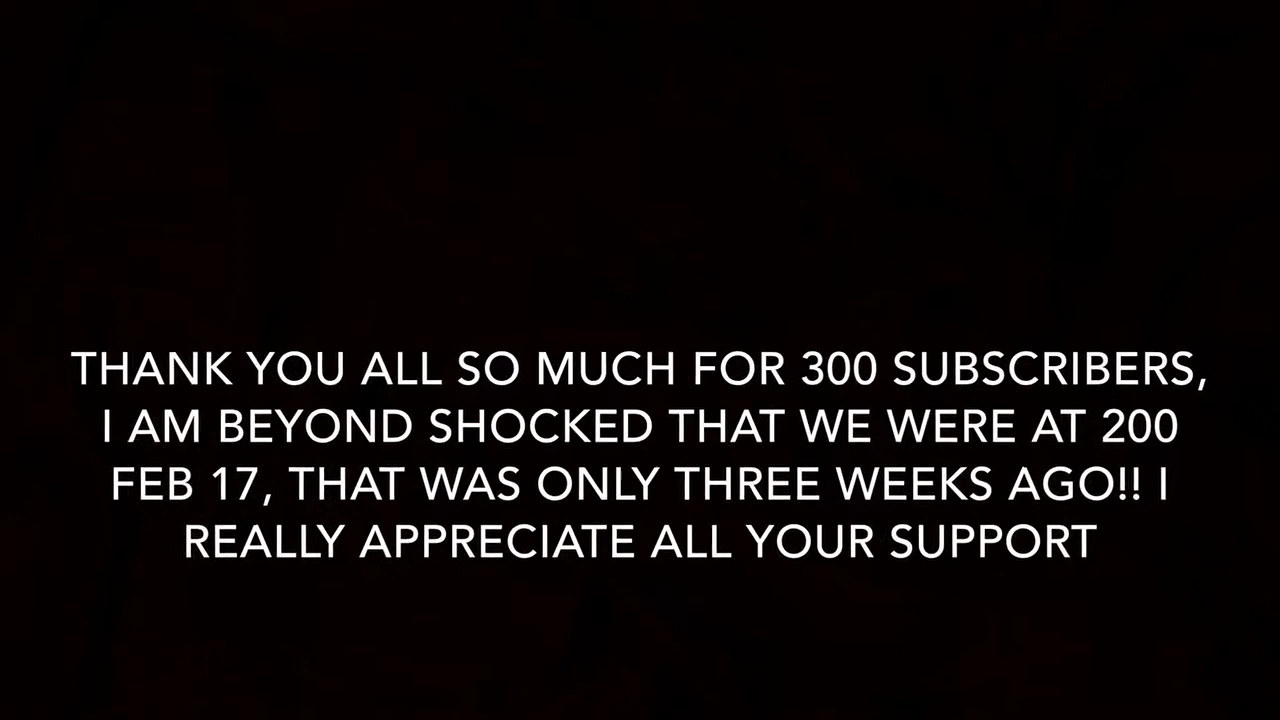 THANK YOU ALL SO MUCH FOR 300 SUBSCRIBERS,
I AM BEYOND SHOCKED THAT WE WERE AT 200
FEB 17, THAT WAS ONLY THREE WEEKS AGO!! I
REALLY APPRECIATE ALL YOUR SUPPORT